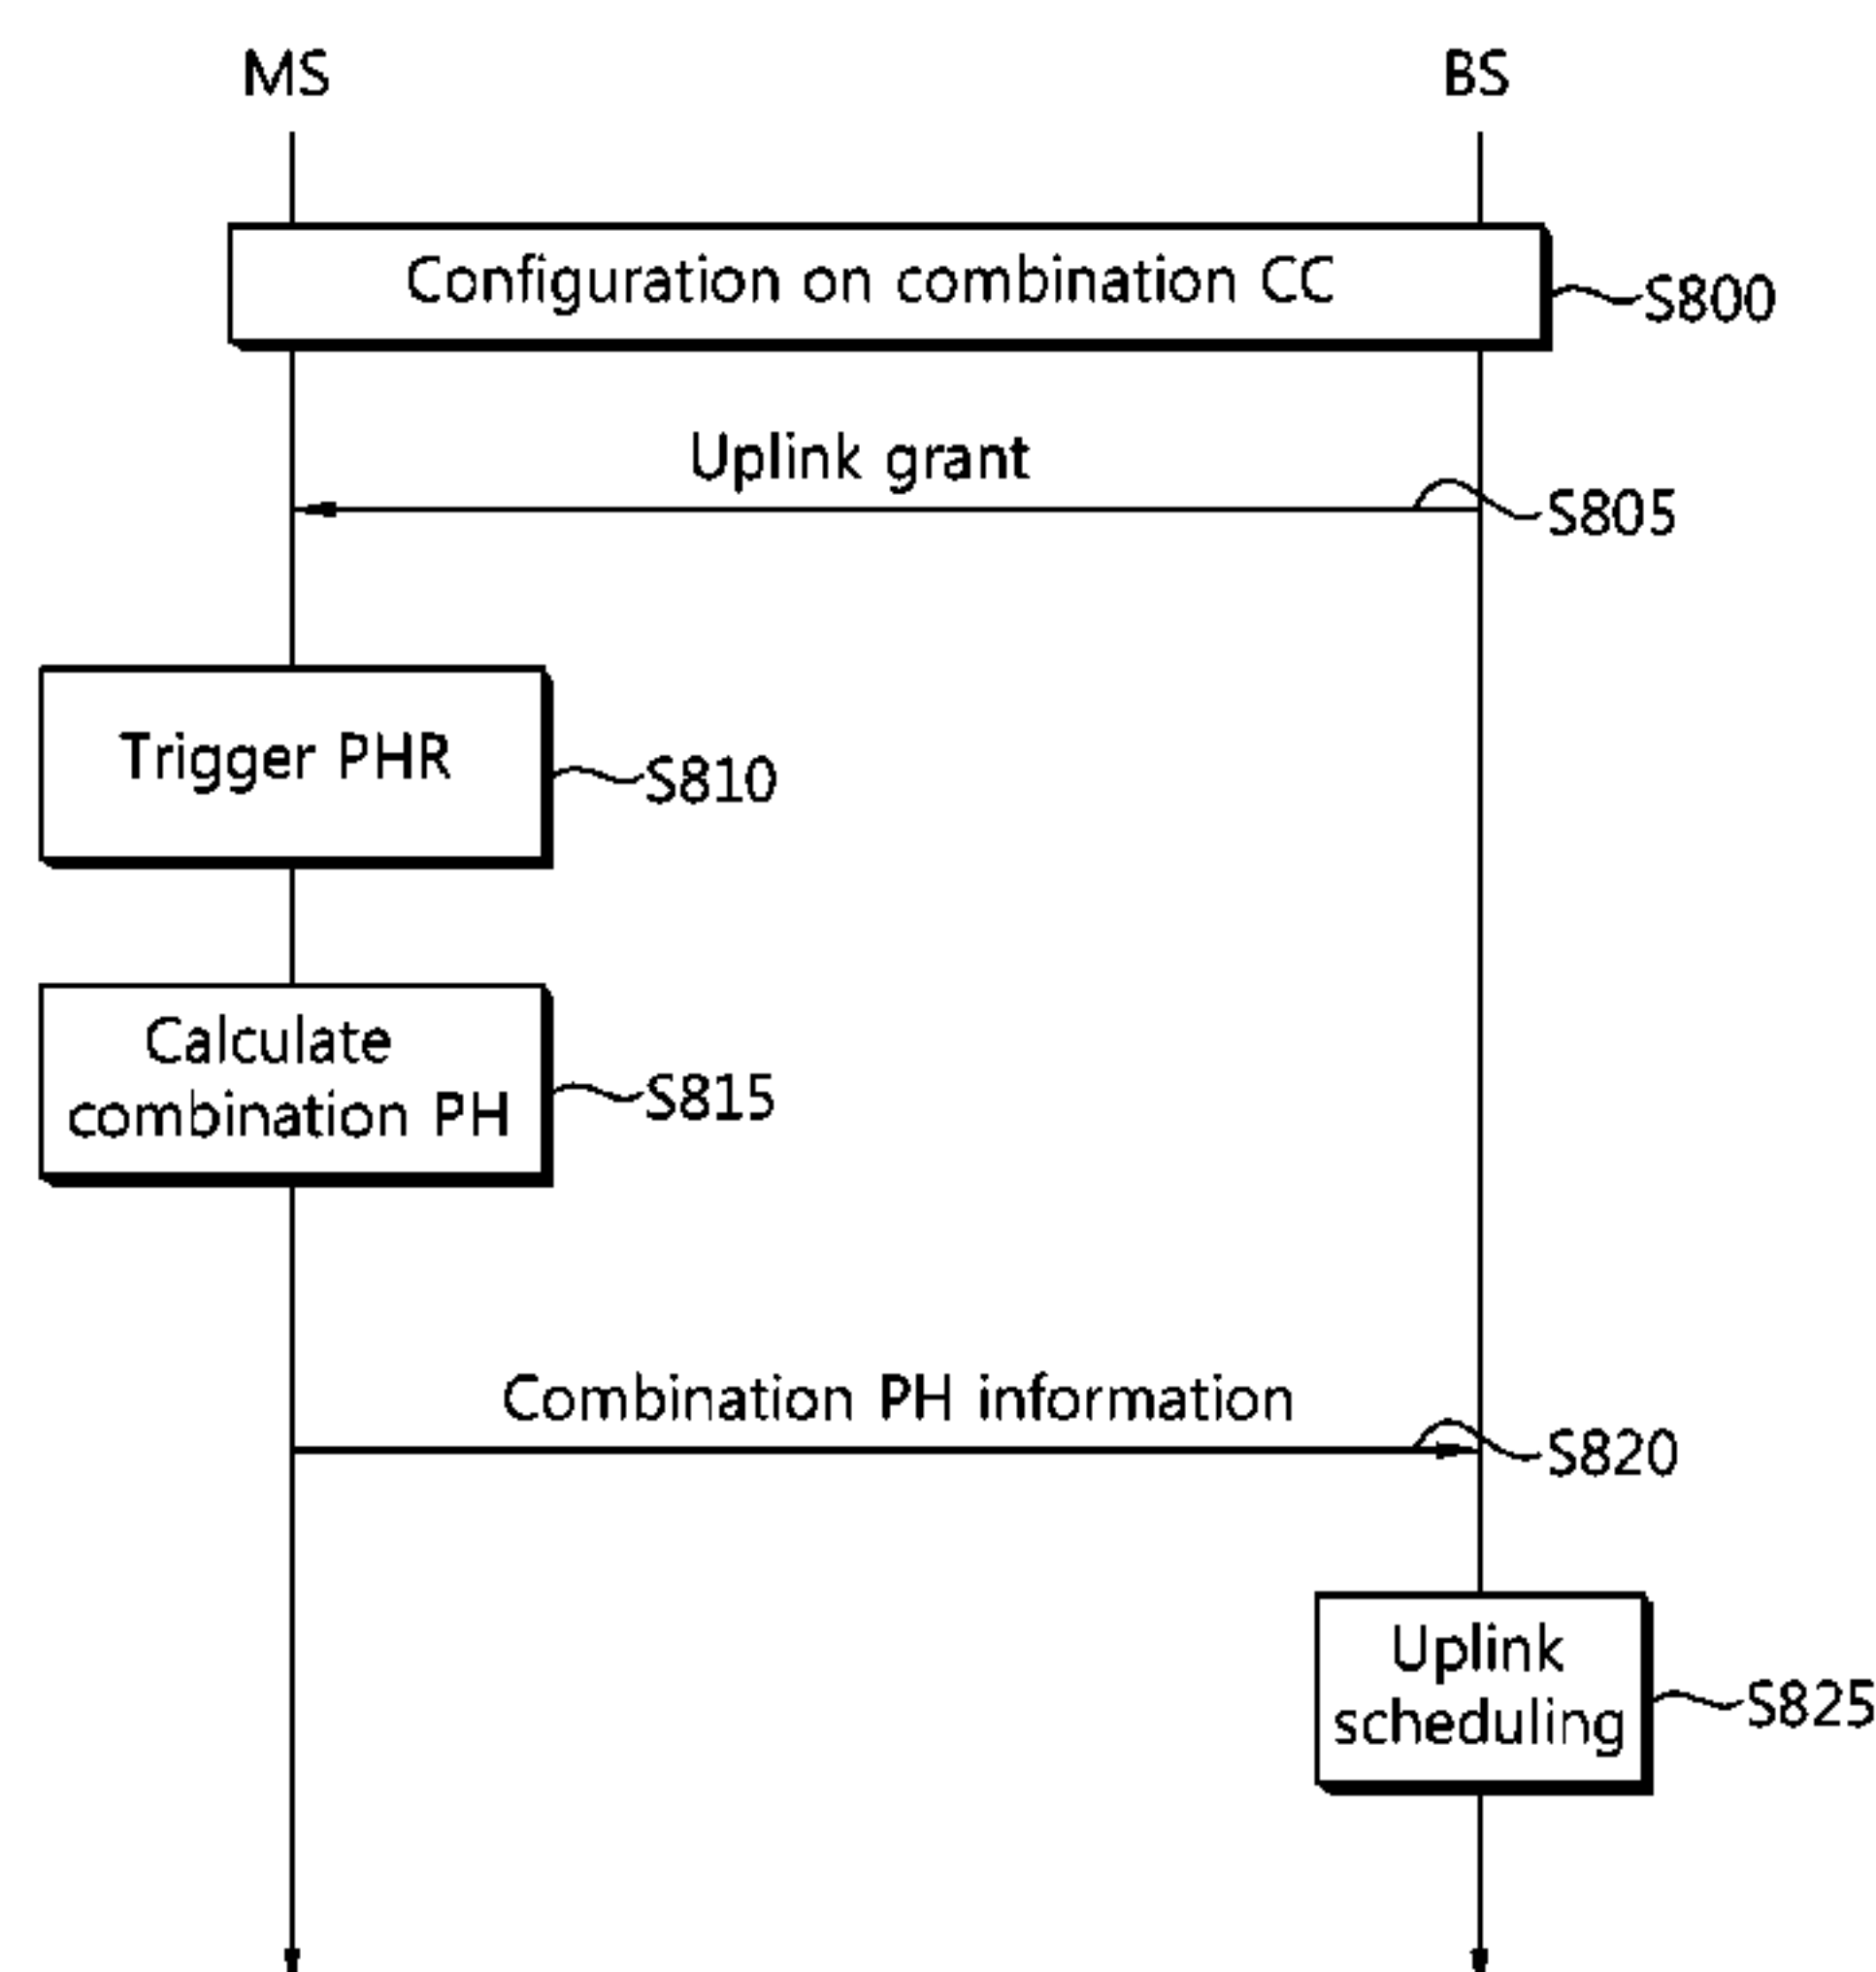 MS
BS
Configuration on combination CC
S800
Uplink grant
S805
Trigger PHR
S810
Calculate
combination PH
S815
Combination PH information
S820
Uplink
scheduling
S825